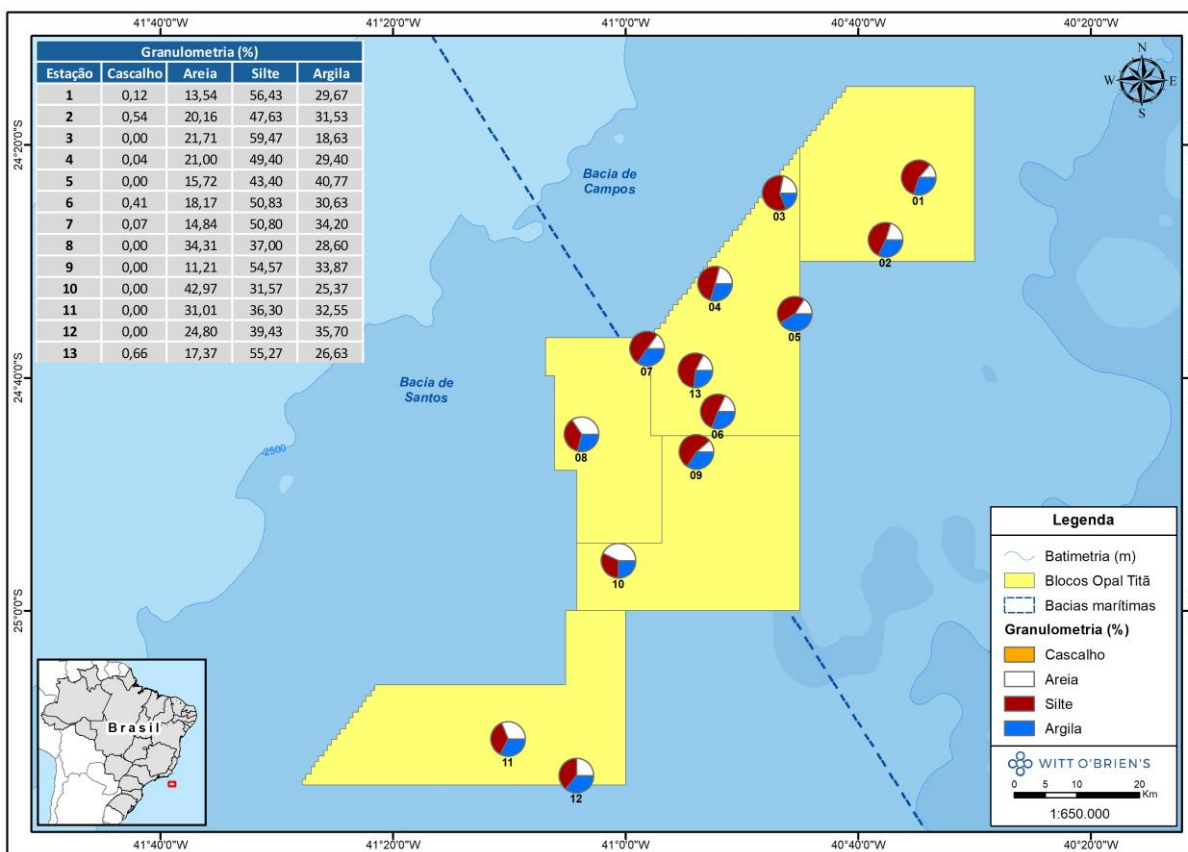 41°40'0"W 41°20'0"W 41°0'0"W 40°40'0"W 40°20'0"W
Granulometria (%)
Estação Cascalho Areia Silte Argila
1 0,12 13,54 56,43 29,67
2 0,54 20,16 47,63 31,53
3 0,00 21,71 59,47 18,63
4 0,04 21,00 49,40 29,40
5 0,00 15,72 43,40 40,77
6 0,41 18,17 50,83 30,63
7 0,07 14,84 50,80 34,20
8 0,00 34,31 37,00 28,60
9 0,00 11,21 54,57 33,87
10 0,00 42,97 31,57 25,37
11 0,00 31,01 36,30 32,55
12 0,00 24,80 39,43 35,70
13 0,66 17,37 55,27 26,63
N
W E
S
24°20'0"S
24°40'0"S
25°0'0"S
Bacia de
Campos
Bacia de
Santos
-2500
01
03
02
04
05
07
13
06
08
09
10
11
12
Brasil
Legenda
Batimetria (m)
Blocos Opal Titã
Bacias marítimas
Granulometria (%)
Cascalho
Areia
Silte
Argila
WITT O'BRIEN'S
0 5 10 20
Km
1:650.000
41°40'0"W 41°20'0"W 41°0'0"W 40°40'0"W 40°20'0"W